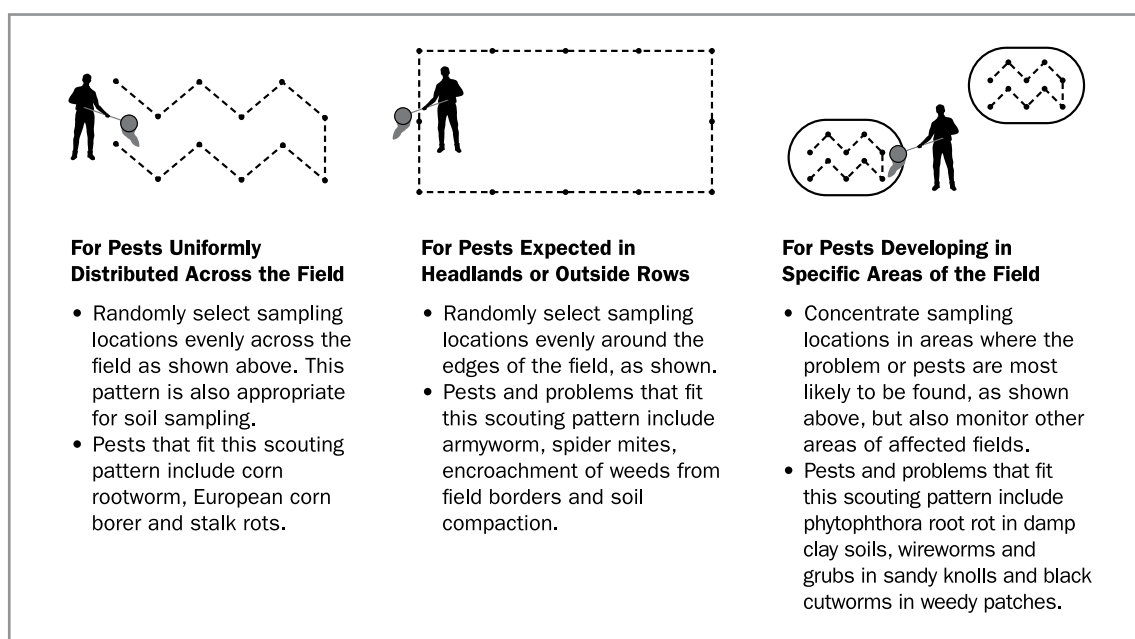 For Pests Uniformly
Distributed Across the Field
• Randomly select sampling
locations evenly across the
field as shown above. This
pattern is also appropriate
for soil sampling.
• Pests that fit this scouting
pattern include corn
rootworm, European corn
borer and stalk rots.
For Pests Expected in
Headlands or Outside Rows
• Randomly select sampling
locations evenly around the
edges of the field, as shown.
• Pests and problems that fit
this scouting pattern include
armyworm, spider mites,
encroachment of weeds from
field borders and soil
compaction.
For Pests Developing in
Specific Areas of the Field
• Concentrate sampling
locations in areas where the
problem or pests are most
likely to be found, as shown
above, but also monitor other
areas of affected fields.
• Pests and problems that fit
this scouting pattern include
phytophthora root rot in damp
clay soils, wireworms and
grubs in sandy knolls and black
cutworms in weedy patches.